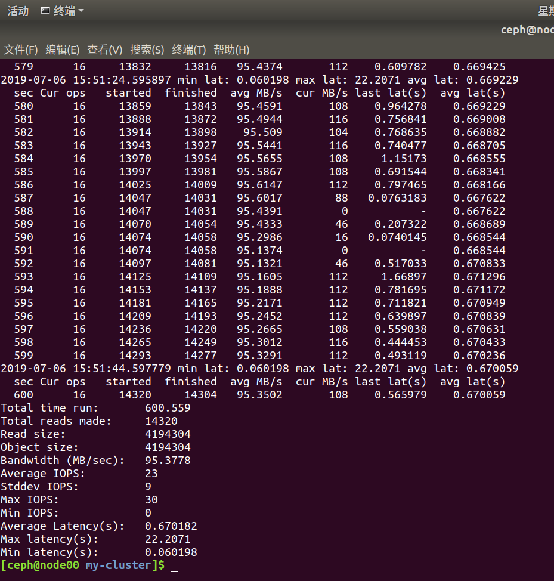 活动 终端 星期
ceph@node
文件(F) 编辑(E) 查看(V) 搜索(S) 终端(T) 帮助(H)
579 16 13832 13816 95.4374 112 0.609782 0.669425
2019-07-06 15:51:24.595897 min lat: 0.060198 max lat: 22.2071 avg lat: 0.669229
sec Cur ops started finished avg MB/s cur MB/s last lat(s) avg lat(s)
580 16 13859 13843 95.4591 108 0.964278 0.669229
581 16 13888 13872 95.4944 116 0.756041 0.669008
582 16 13914 13898 95.509 104 0.768635 0.668882
583 16 13943 13927 95.5441 116 0.740477 0.668705
584 16 13970 13954 95.5655 108 1.15173 0.668555
585 16 13997 13981 95.5867 108 0.691544 0.668341
586 16 14025 14009 95.6147 112 0.797465 0.668166
587 16 14047 14031 95.6017 88 0.0763183 0.667622
588 16 14047 14031 95.4391 0 - 0.667622
589 16 14070 14054 95.4333 46 0.207322 0.668689
590 16 14074 14058 95.2986 16 0.0740145 0.668544
591 16 14074 14058 95.1374 0 - 0.668544
592 16 14097 14081 95.1321 46 0.517033 0.670833
593 16 14125 14109 95.1605 112 1.66897 0.671296
594 16 14153 14137 95.1888 112 0.781695 0.671172
595 16 14181 14165 95.2171 112 0.711821 0.670949
596 16 14209 14193 95.2452 112 0.639897 0.670839
597 16 14236 14220 95.2665 108 0.559038 0.670631
598 16 14265 14249 95.3012 116 0.444453 0.670433
599 16 14293 14277 95.3291 112 0.493119 0.670236
2019-07-06 15:51:44.597779 min lat: 0.060198 max lat: 22.2071 avg lat: 0.670059
sec Cur ops started finished avg MB/s cur MB/s last lat(s) avg lat(s)
600 16 14320 14304 95.3502 108 0.565979 0.670059
Total time run: 600.559
Total reads made: 14320
Read size: 4194304
Object size: 4194304
Bandwidth (MB/sec): 95.3778
Average IOPS: 23
Stddev IOPS: 9
Max IOPS: 30
Min IOPS: 0
Average Latency(s): 0.670182
Max latency(s): 22.2071
Min latency(s): 0.060198
[ceph@node00 my-cluster]$ _